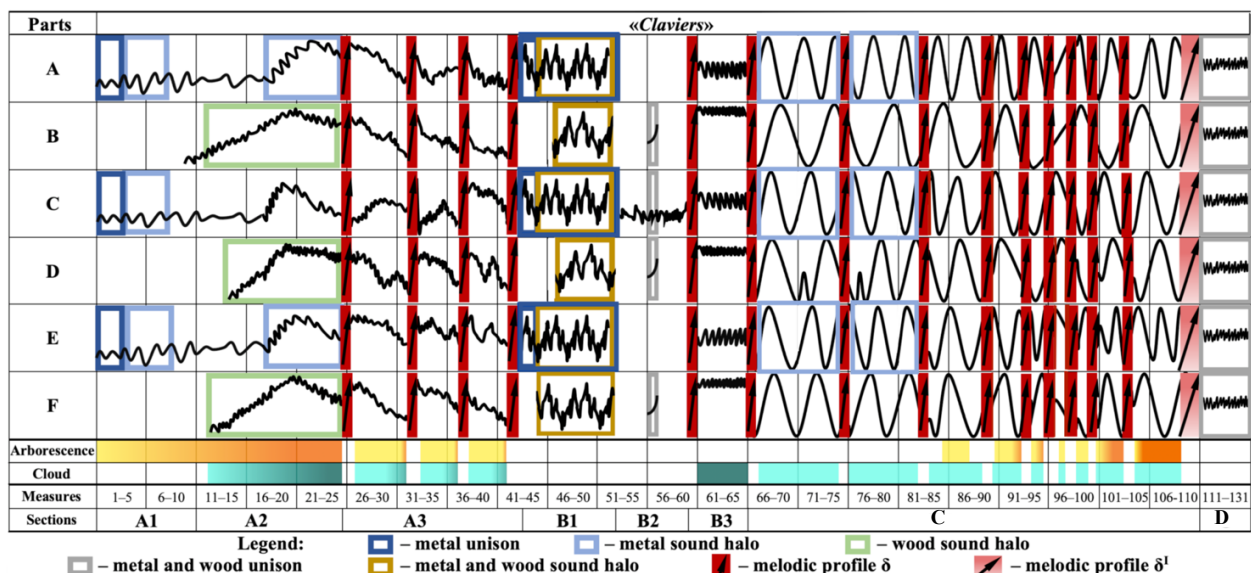 Parts «Claviers»
A
B
C
D
E
F
Arborescence
Cloud
Measures 1–5 6–10 11–15 16–20 21–25 26–30 31–35 36–40 41–45 46–50 51–55 56–60 61–65 66–70 71–75 76–80 81–85 86–90 91–95 96–100 101–105 106–110 111–131
Sections A1 A2 A3 B1 B2 B3 C D
Legend: – metal unison – metal sound halo – wood sound halo
– metal and wood unison – metal and wood sound halo – melodic profile δ – melodic profile δᴵ